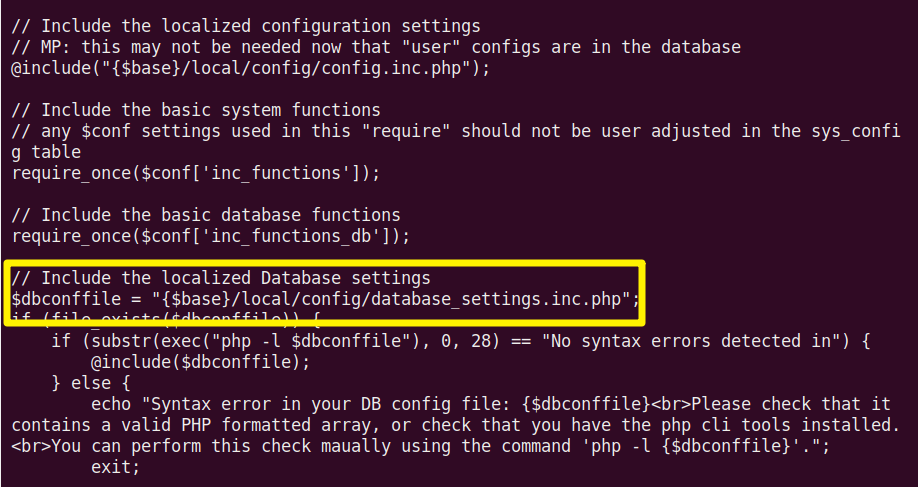 // Include the localized configuration settings
// MP: this may not be needed now that "user" configs are in the database
@include("{$base}/local/config/config.inc.php");
// Include the basic system functions
// any $conf settings used in this "require" should not be user adjusted in the sys_confi
g table
require_once($conf['inc_functions']);
// Include the basic database functions
require_once($conf['inc_functions_db']);
// Include the localized Database settings
$dbconffile = "{$base}/local/config/database_settings.inc.php";
if (file_exists($dbconffile)) {
    if (substr(exec("php -l $dbconffile"), 0, 28) == "No syntax errors detected in") {
        @include($dbconffile);
    } else {
        echo "Syntax error in your DB config file: {$dbconffile}<br>Please check that it
contains a valid PHP formatted array, or check that you have the php cli tools installed.
<br>You can perform this check maually using the command 'php -l {$dbconffile}'.";
        exit;